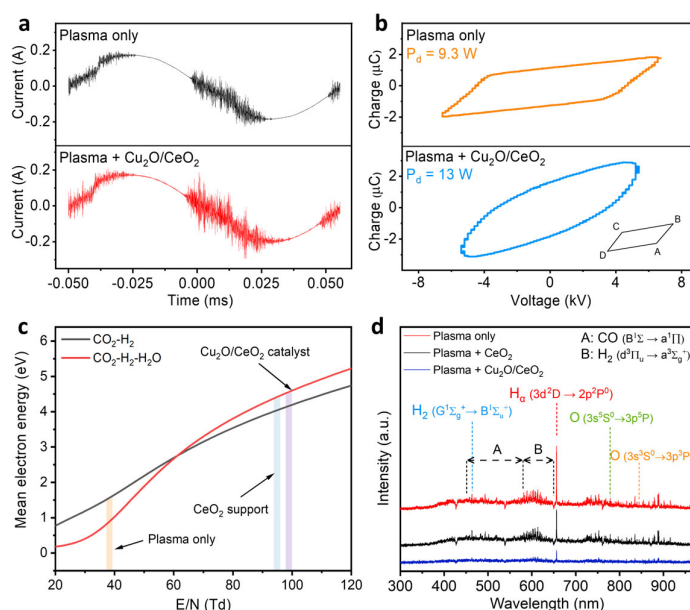 a
Plasma only
Current (A)
0.2
0.0
-0.2
Plasma + Cu₂O/CeO₂
Current (A)
0.2
0.0
-0.2
-0.050
-0.025
0.000
0.025
0.050
Time (ms)
b
Plasma only
P_d = 9.3 W
Charge (μC)
2
0
-2
Plasma + Cu₂O/CeO₂
P_d = 13 W
Charge (μC)
2
0
-2
B
C
D
A
-8
-4
0
4
8
Voltage (kV)
c
CO₂-H₂
CO₂-H₂-H₂O
Cu₂O/CeO₂
catalyst
CeO₂
support
Plasma only
Mean electron energy (eV)
6
5
4
3
2
1
0
20
40
60
80
100
120
E/N (Td)
d
Plasma only
Plasma + CeO₂
Plasma + Cu₂O/CeO₂
A: CO (B¹Σ → a¹Π)
B: H₂ (d³Πᵤ → a³Σg⁺)
Hα (3d²D → 2p²P⁰)
H₂ (G¹Σg⁺ → B¹Σᵤ⁺)
O (3s⁵S⁰→3p⁵P)
O (3s³S⁰→3p³P
A
B
Intensity (a.u.)
300
400
500
600
700
800
900
Wavelength (nm)